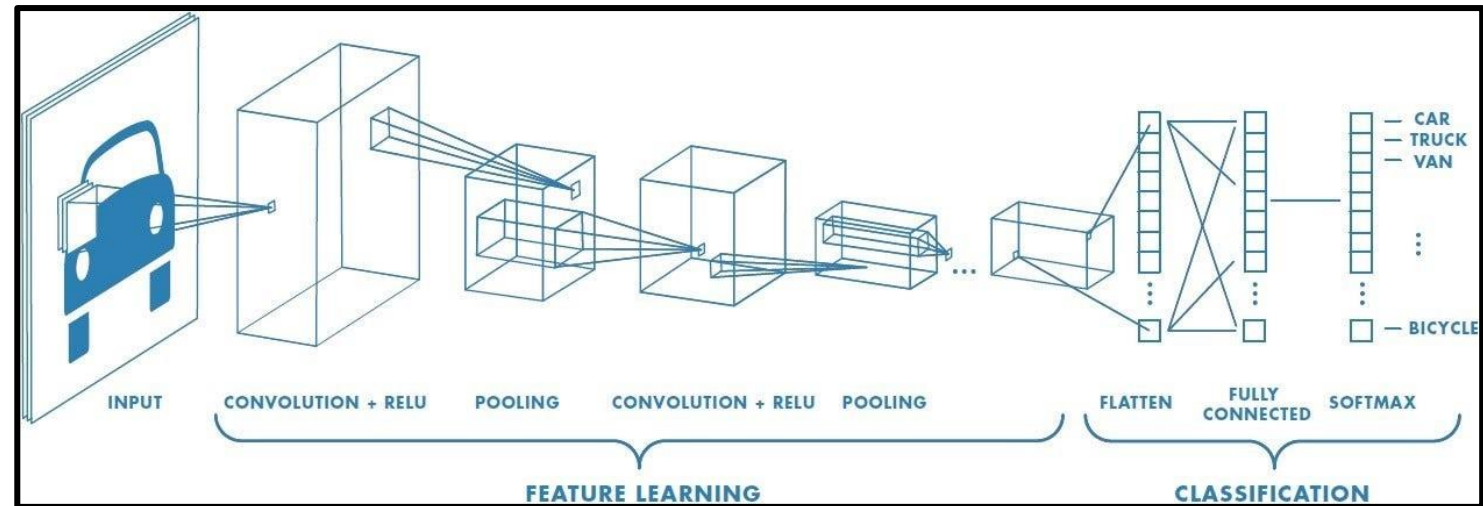 CAR
TRUCK
VAN
BICYCLE
INPUT
CONVOLUTION + RELU
POOLING
CONVOLUTION + RELU
POOLING
FLATTEN
FULLY
CONNECTED
SOFTMAX
FEATURE LEARNING
CLASSIFICATION